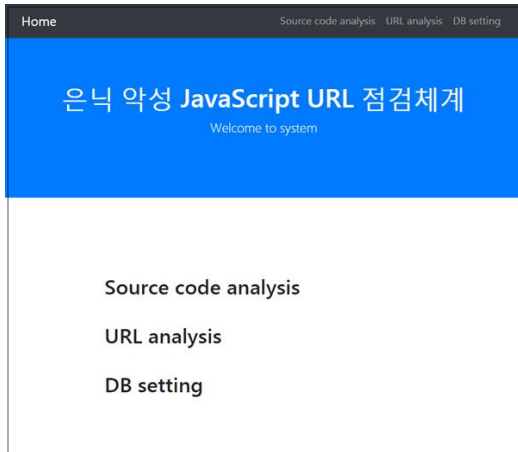 Home Source code analysis URL analysis DB setting
은닉 악성 JavaScript URL 점검체계
Welcome to system
Source code analysis
URL analysis
DB setting